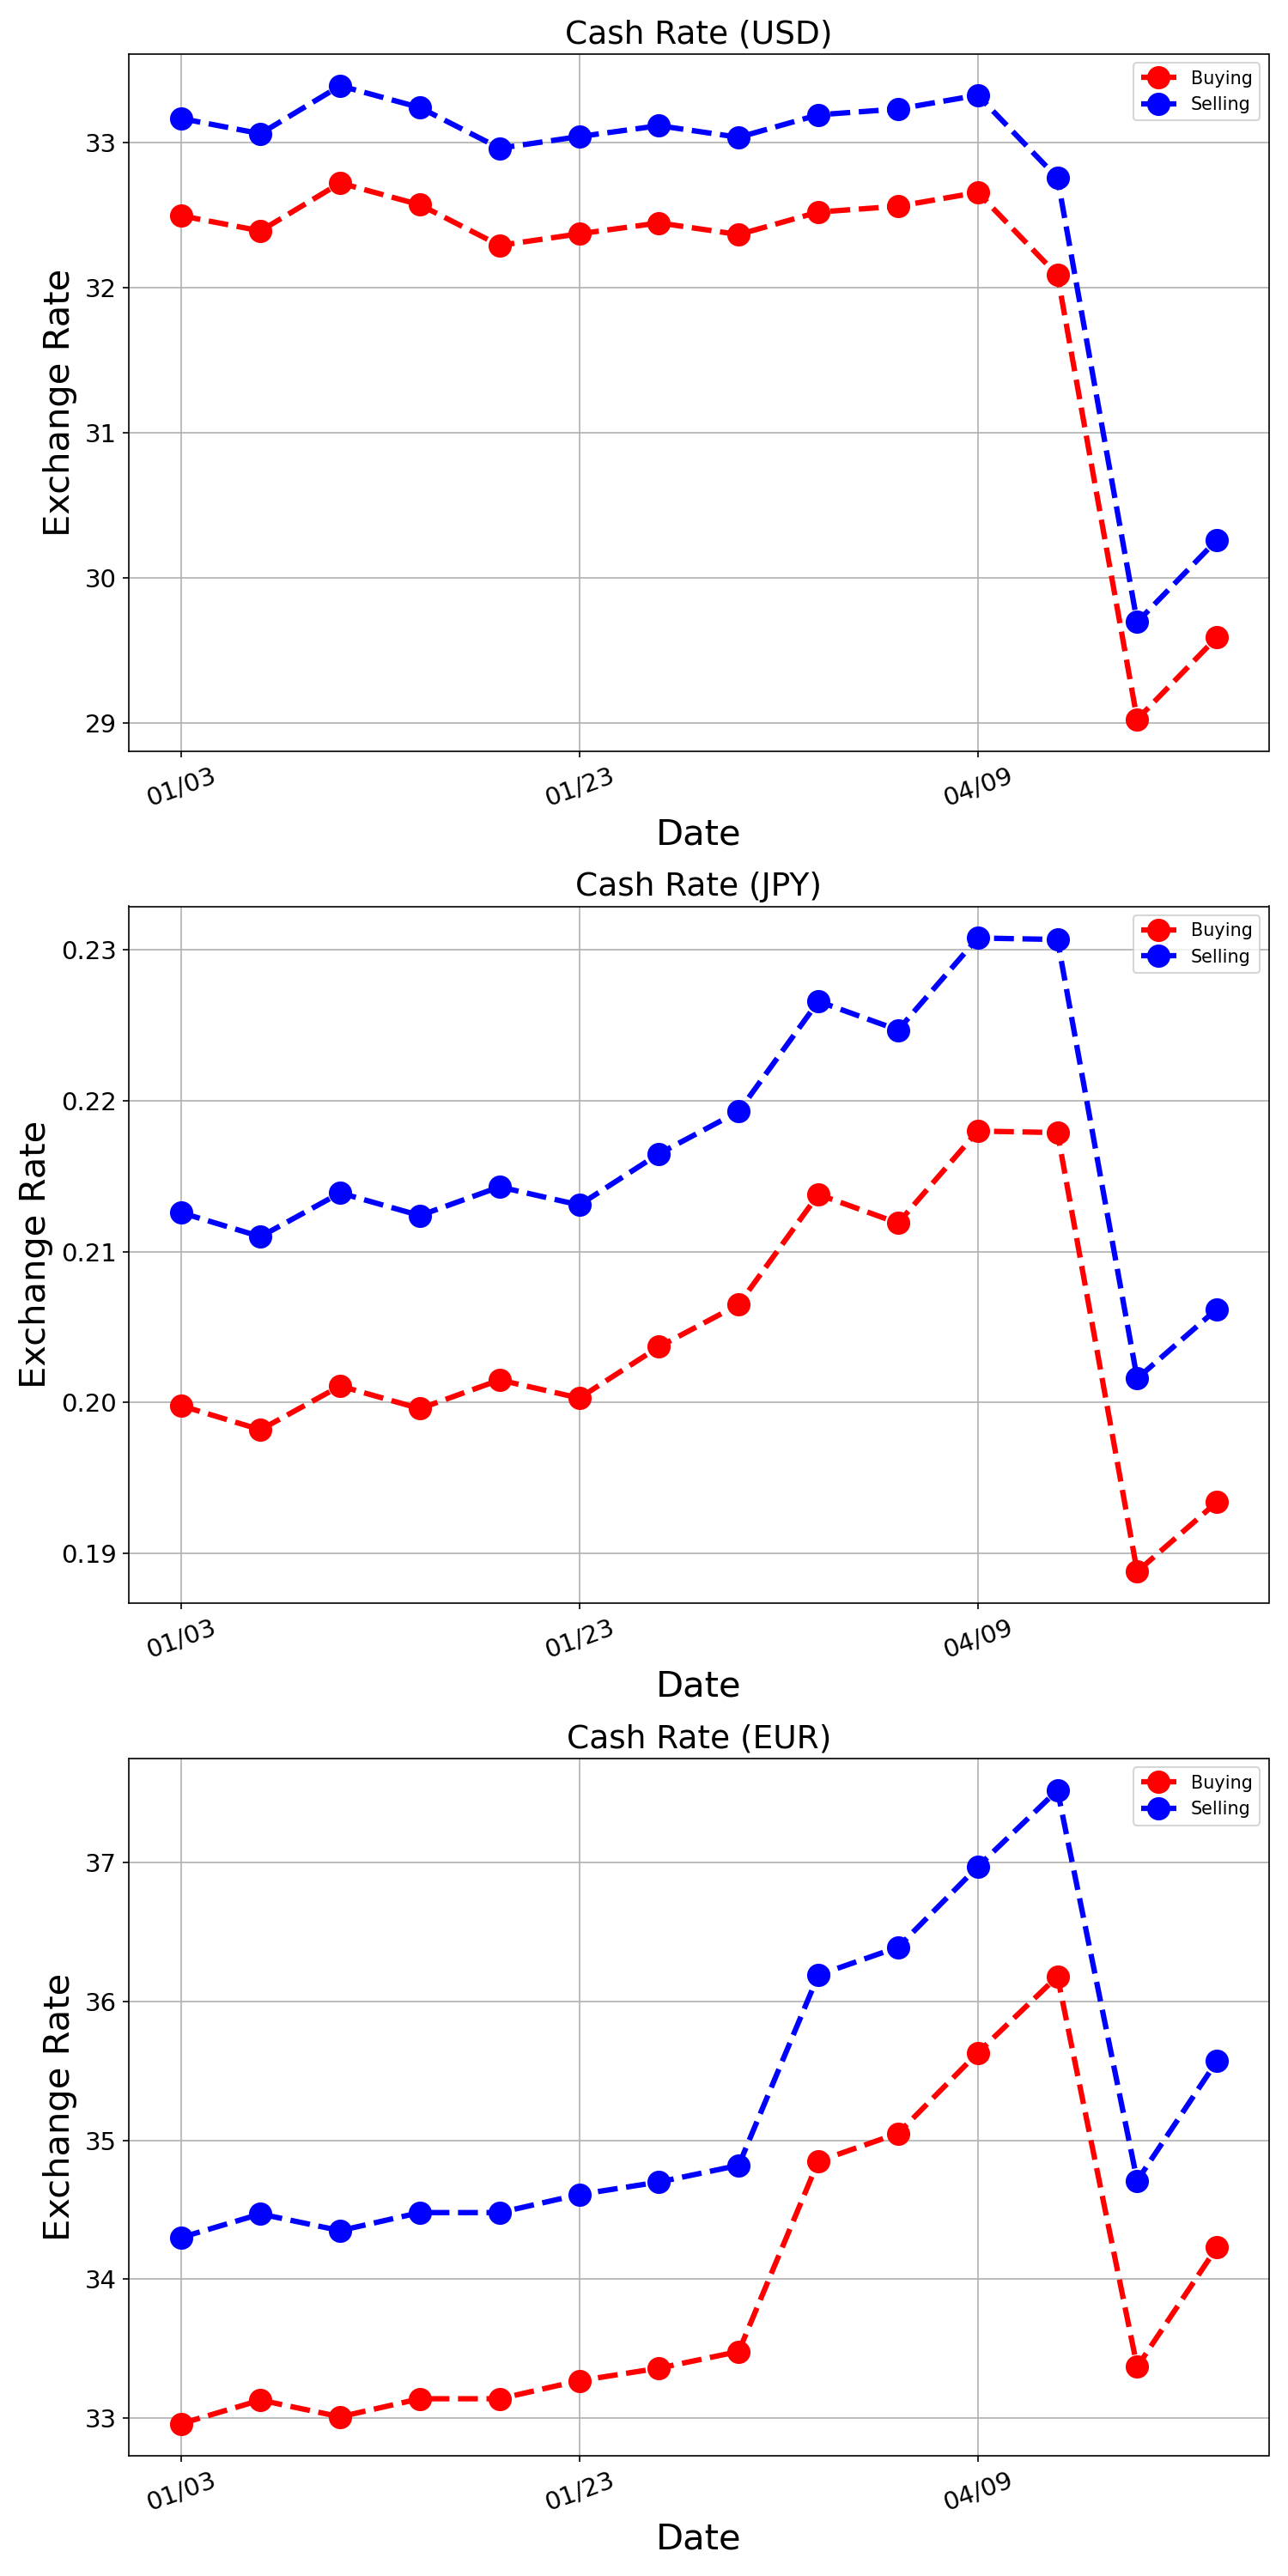 Cash Rate (USD)
Buying
Selling
33
32
31
30
29
Exchange Rate
01/03
01/23
04/09
Date
Cash Rate (JPY)
Buying
Selling
0.23
0.22
0.21
0.20
0.19
Exchange Rate
01/03
01/23
04/09
Date
Cash Rate (EUR)
Buying
Selling
37
36
35
34
33
Exchange Rate
01/03
01/23
04/09
Date